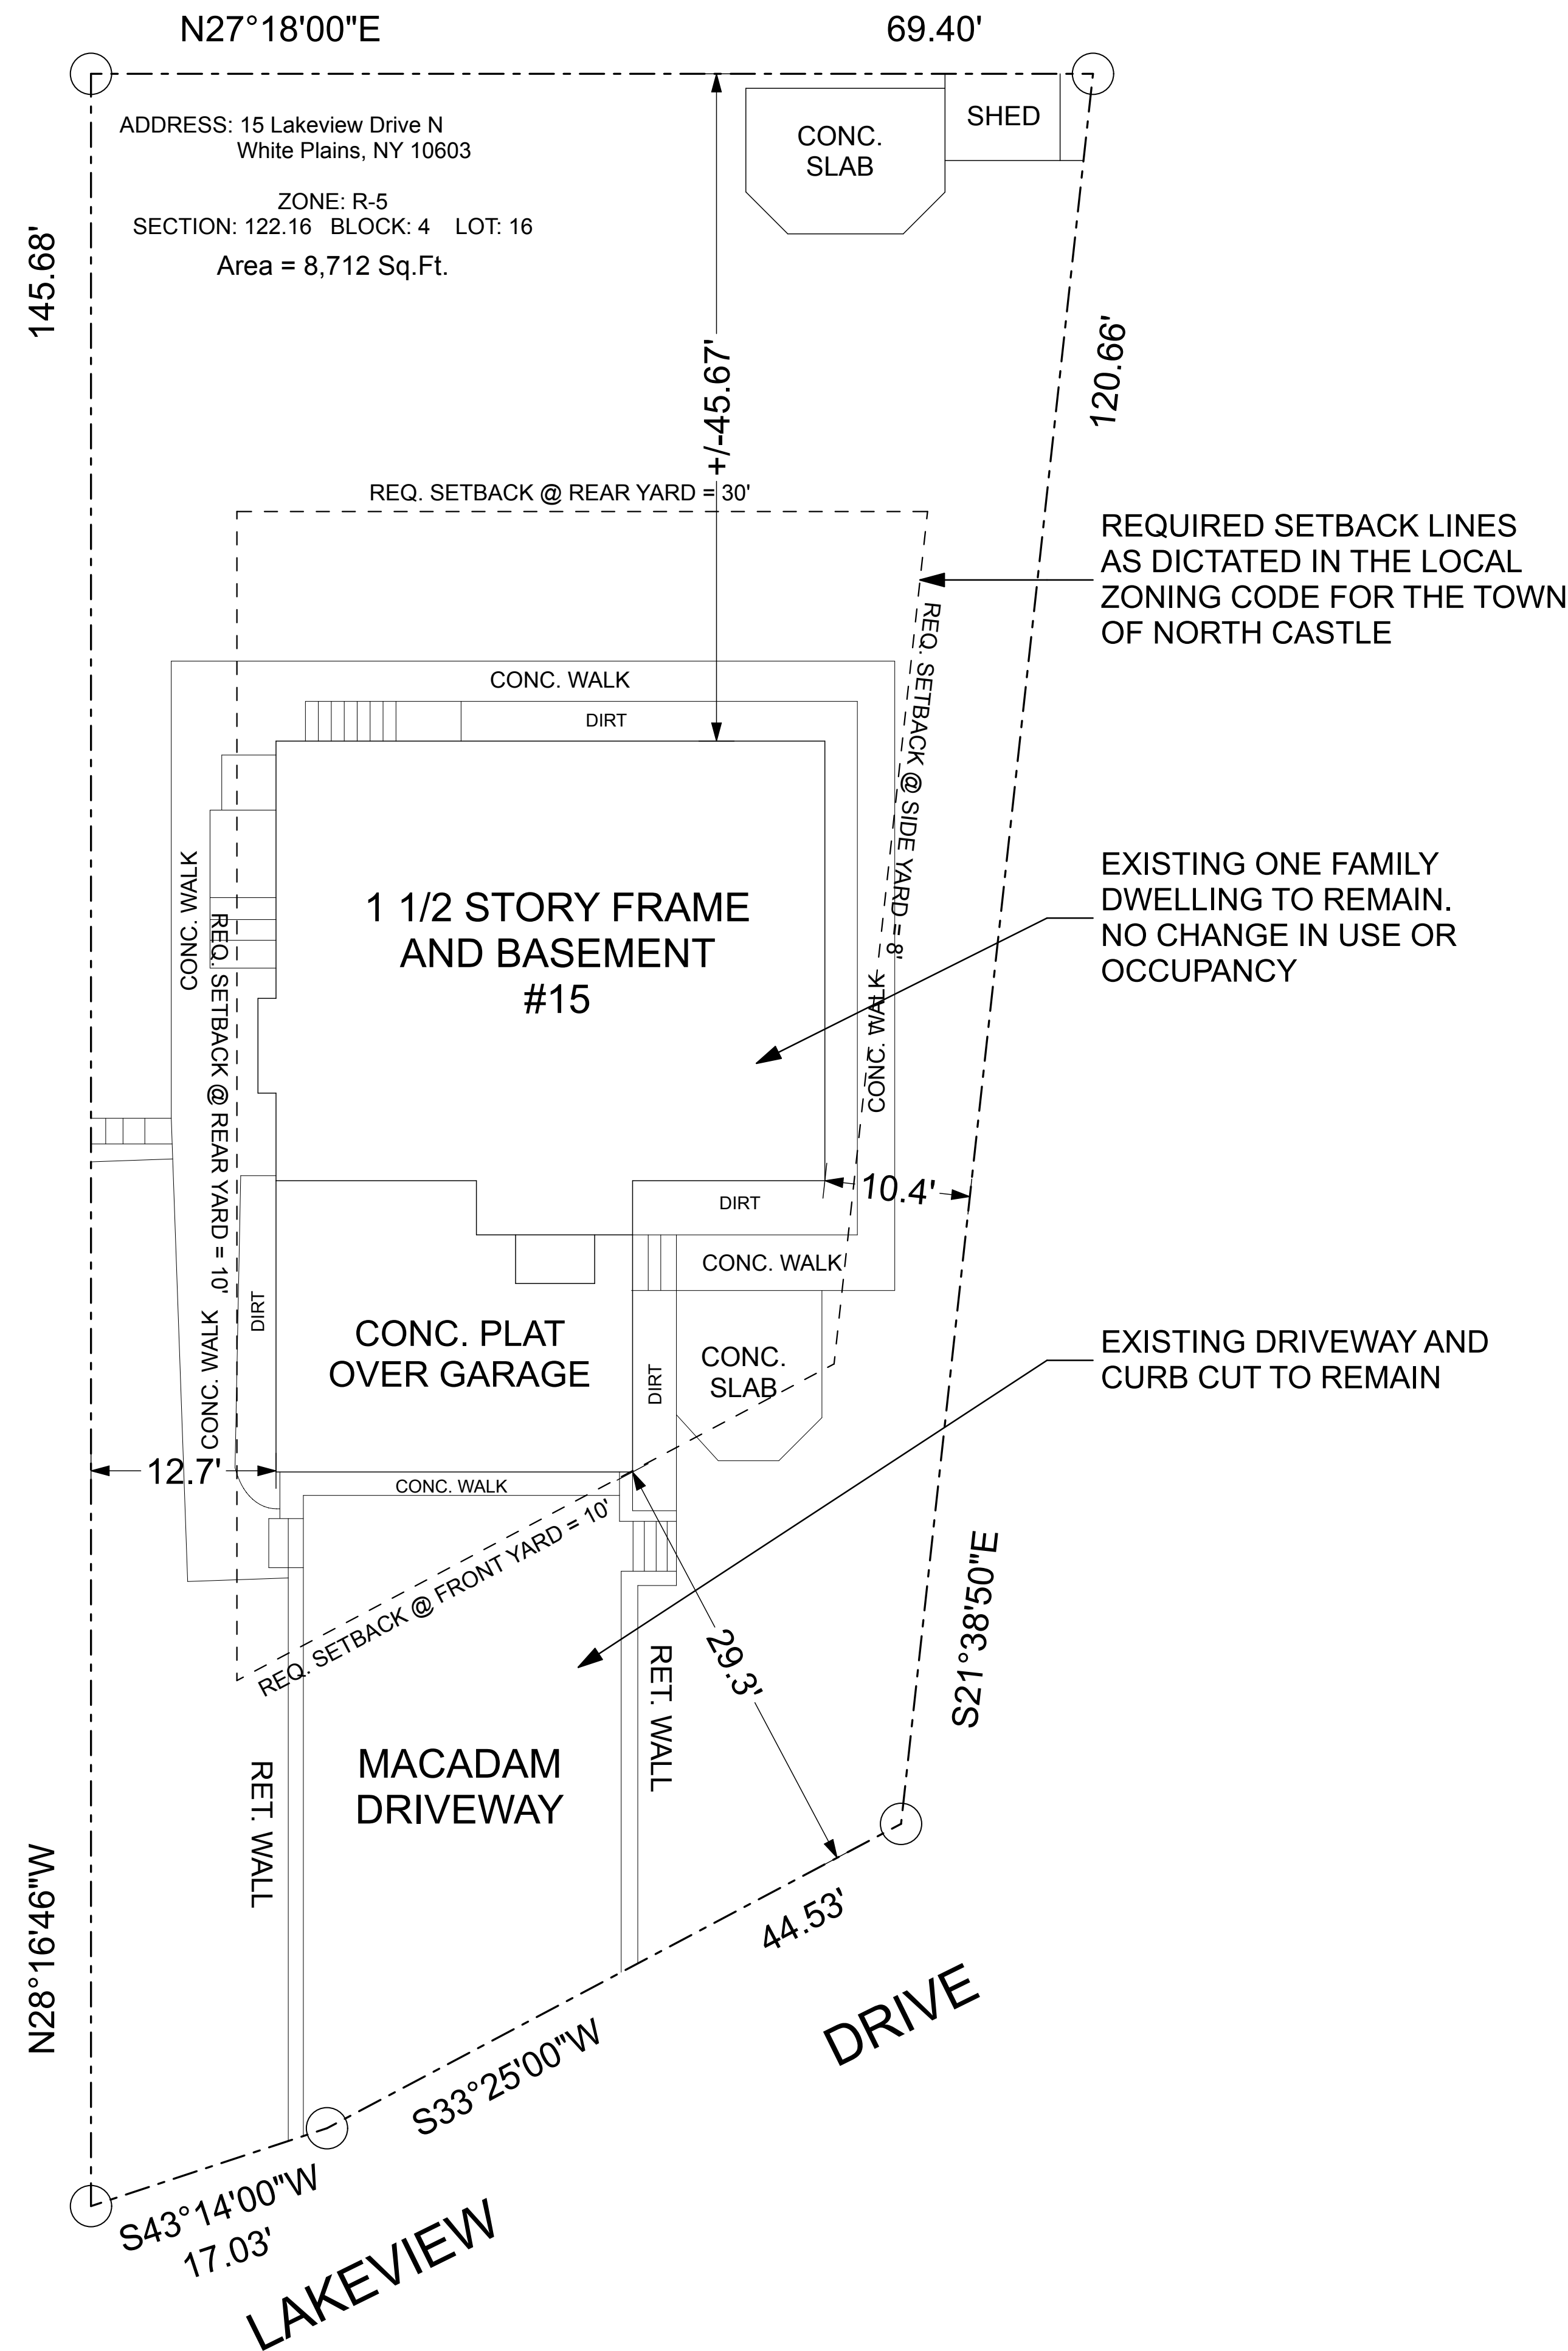 N27°18'00"E
69.40'
ADDRESS: 15 Lakeview Drive N
White Plains, NY 10603
ZONE: R-5
SECTION: 122.16 BLOCK: 4 LOT: 16
Area = 8,712 Sq.Ft.
CONC.
SLAB
SHED
145.68'
120.66'
+/-45.67'
REQ. SETBACK @ REAR YARD = 30'
REQUIRED SETBACK LINES
AS DICTATED IN THE LOCAL
ZONING CODE FOR THE TOWN
OF NORTH CASTLE
REQ. SETBACK @ SIDE YARD = 8'
CONC. WALK
DIRT
CONC. WALK
1 1/2 STORY FRAME
AND BASEMENT
#15
EXISTING ONE FAMILY
DWELLING TO REMAIN.
NO CHANGE IN USE OR
OCCUPANCY
REQ. SETBACK @ REAR YARD = 10'
CONC. WALK
10.4'
DIRT
CONC. WALK
DIRT
CONC. WALK
CONC. PLAT
OVER GARAGE
DIRT
CONC.
SLAB
EXISTING DRIVEWAY AND
CURB CUT TO REMAIN
12.7'
CONC. WALK
REQ. SETBACK @ FRONT YARD = 10'
29.3'
S21°38'50"E
RET. WALL
RET. WALL
MACADAM
DRIVEWAY
N28°16'46"W
44.53'
S33°25'00"W
DRIVE
S43°14'00"W
17.03'
LAKEVIEW